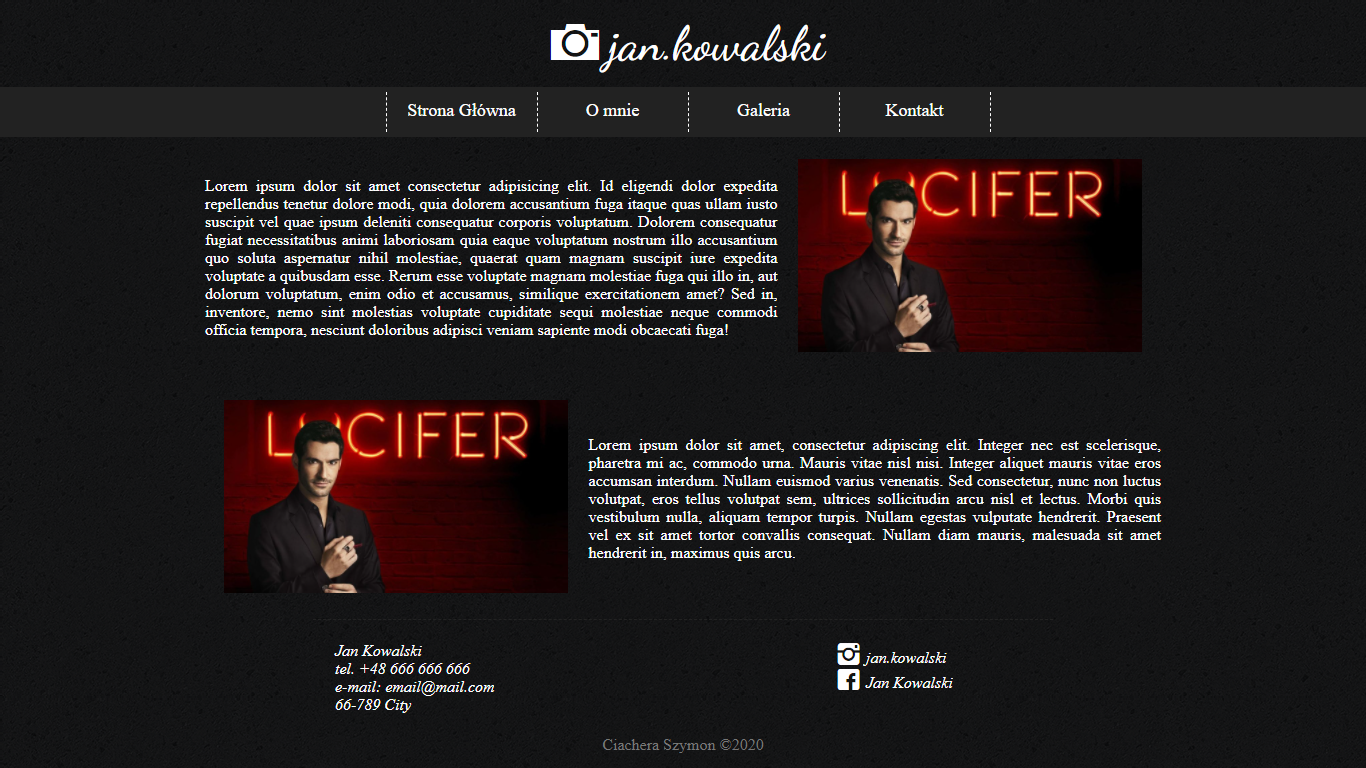 jan.kowalski
Strona Główna O mnie Galeria Kontakt
Lorem ipsum dolor sit amet consectetur adipisicing elit. Id eligendi dolor expedita
repellendus tenetur dolore modi, quia dolorem accusantium fuga itaque quas ullam iusto
suscipit vel quae ipsum deleniti consequatur corporis voluptatum. Dolorem consequatur
fugiat necessitatibus animi laboriosam quia eaque voluptatum nostrum illo accusantium
quo soluta aspernatur nihil molestiae, quaerat quam magnam suscipit iure expedita
voluptate a quibusdam esse. Rerum esse voluptate magnam molestiae fuga qui illo in, aut
dolorum voluptatum, enim odio et accusamus, similique exercitationem amet? Sed in,
inventore, nemo sint molestias voluptate cupiditate sequi molestiae neque commodi
officia tempora, nesciunt doloribus adipisci veniam sapiente modi obcaecati fuga!
LUCIFER
LUCIFER
Lorem ipsum dolor sit amet, consectetur adipiscing elit. Integer nec est scelerisque,
pharetra mi ac, commodo urna. Mauris vitae nisl nisi. Integer aliquet mauris vitae eros
accumsan interdum. Nullam euismod varius venenatis. Sed consectetur, nunc non luctus
volutpat, eros tellus volutpat sem, ultrices sollicitudin arcu nisl et lectus. Morbi quis
vestibulum nulla, aliquam tempor turpis. Nullam egestas vulputate hendrerit. Praesent
vel ex sit amet tortor convallis consequat. Nullam diam mauris, malesuada sit amet
hendrerit in, maximus quis arcu.
Jan Kowalski
tel. +48 666 666 666
e-mail: email@mail.com
66-789 City
jan.kowalski
Jan Kowalski
Ciachera Szymon ©2020